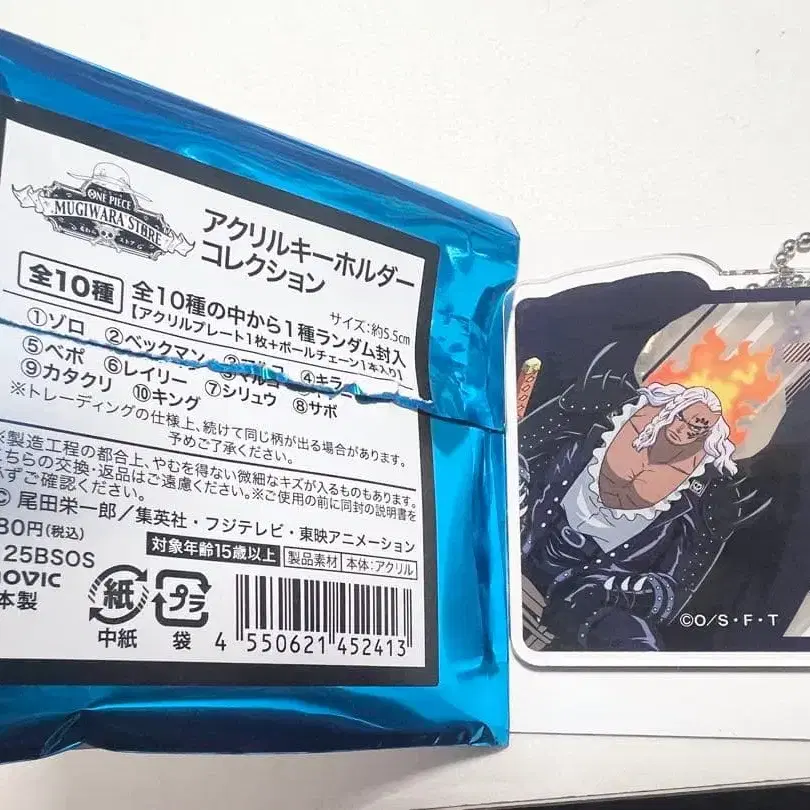 ONE PIECE
MUGIWARA STORE
アクリルキーホルダー
コレクション
サイズ:約5.5cm
全10種
全10種の中から1種ランダム封入
【アクリルプレート1枚+ボールチェーン1本入り】
①ゾロ ②ベックマン ③マルコ ④キラー
⑤ベポ ⑥レイリー ⑦シリュウ ⑧サボ
⑨カタクリ ⑩キング
※トレーディングの仕様上、続けて同じ柄が出る場合があります。
予めご了承ください。
※製造工程の都合上、やむを得ない微細なキズが入るものもあります。
ちらの交換・返品はご遠慮ください。※ご使用の前に同封の説明書を
必ずご確認ください。
© 尾田栄一郎/集英社・フジテレビ・東映アニメーション
80円(税込)
対象年齢15歳以上 製品素材 本体:アクリル
25BSOS
movic
本製
紙 プラ
中紙 袋
4 550621 452413
©O/S・F・T